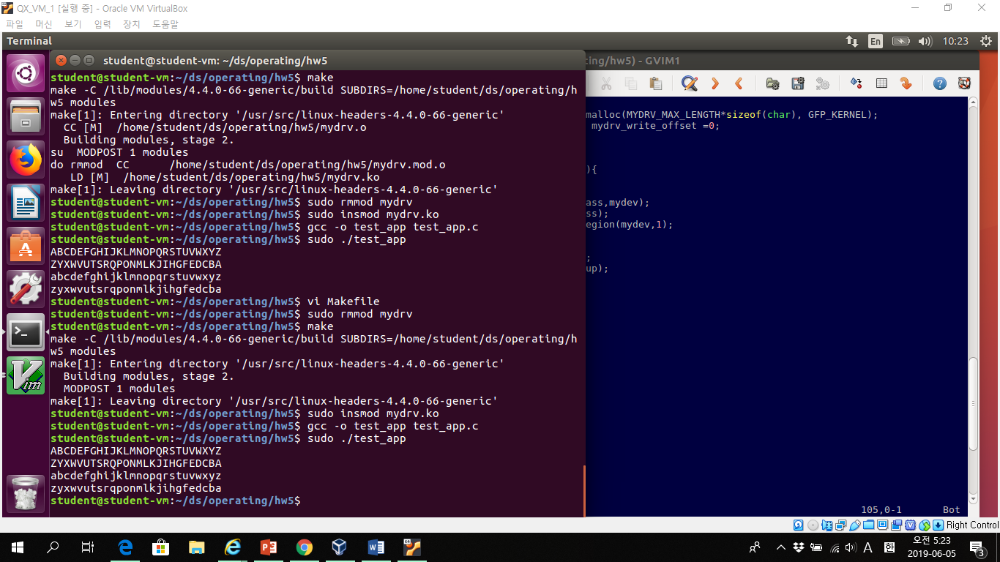 QX_VM_1 [실행 중] - Oracle VM VirtualBox
파일 머신 보기 입력 장치 도움말
Terminal En 10:23
student@student-vm: ~/ds/operating/hw5
ing/hw5) - GVIM1
student@student-vm:~/ds/operating/hw5$ make
make -C /lib/modules/4.4.0-66-generic/build SUBDIRS=/home/student/ds/operating/h
w5 modules
make[1]: Entering directory '/usr/src/linux-headers-4.4.0-66-generic'
  CC [M]  /home/student/ds/operating/hw5/mydrv.o
  Building modules, stage 2.
su  MODPOST 1 modules
do rmmod  CC      /home/student/ds/operating/hw5/mydrv.mod.o
   LD [M]  /home/student/ds/operating/hw5/mydrv.ko
make[1]: Leaving directory '/usr/src/linux-headers-4.4.0-66-generic'
student@student-vm:~/ds/operating/hw5$ sudo rmmod mydrv
student@student-vm:~/ds/operating/hw5$ sudo insmod mydrv.ko
student@student-vm:~/ds/operating/hw5$ gcc -o test_app test_app.c
student@student-vm:~/ds/operating/hw5$ sudo ./test_app
ABCDEFGHIJKLMNOPQRSTUVWXYZ
ZYXWVUTSRQPONMLKJIHGFEDCBA
abcdefghijklmnopqrstuvwxyz
zyxwvutsrqponmlkjihgfedcba
student@student-vm:~/ds/operating/hw5$ vi Makefile
student@student-vm:~/ds/operating/hw5$ sudo rmmod mydrv
student@student-vm:~/ds/operating/hw5$ make
make -C /lib/modules/4.4.0-66-generic/build SUBDIRS=/home/student/ds/operating/h
w5 modules
make[1]: Entering directory '/usr/src/linux-headers-4.4.0-66-generic'
  Building modules, stage 2.
  MODPOST 1 modules
make[1]: Leaving directory '/usr/src/linux-headers-4.4.0-66-generic'
student@student-vm:~/ds/operating/hw5$ sudo insmod mydrv.ko
student@student-vm:~/ds/operating/hw5$ gcc -o test_app test_app.c
student@student-vm:~/ds/operating/hw5$ sudo ./test_app
ABCDEFGHIJKLMNOPQRSTUVWXYZ
ZYXWVUTSRQPONMLKJIHGFEDCBA
abcdefghijklmnopqrstuvwxyz
zyxwvutsrqponmlkjihgfedcba
student@student-vm:~/ds/operating/hw5$
malloc(MYDRV_MAX_LENGTH*sizeof(char), GFP_KERNEL);
 mydrv_write_offset =0;
){
ass,mydev);
ss);
egion(mydev,1);
;
up);
105,0-1 Bot
Right Control
A 한 오전 5:23
2019-06-05
3